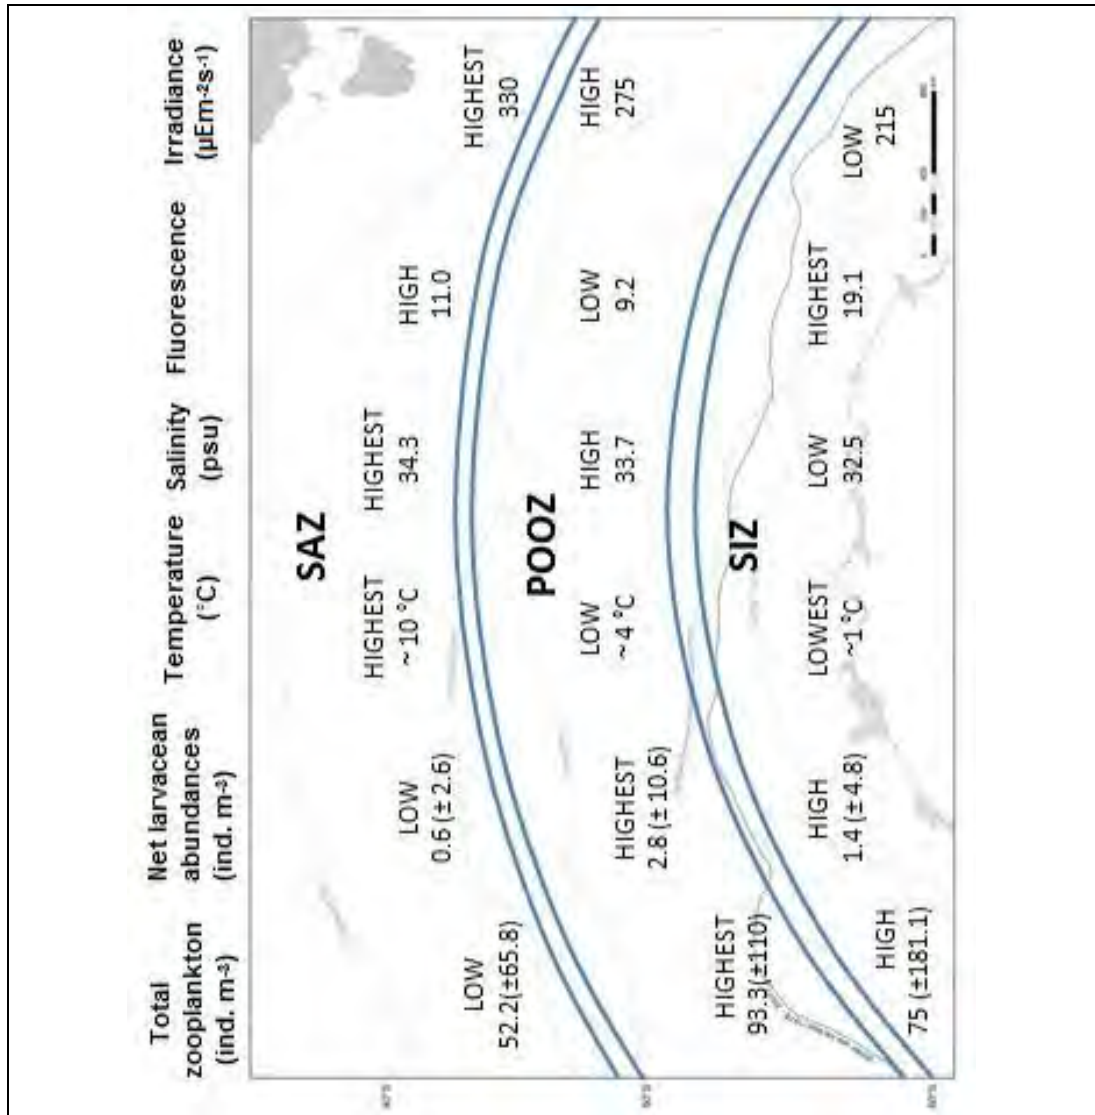 Total
zooplankton
(ind. m-³)
Net larvacean
abundances
(ind. m-³)
Temperature
(°C)
Salinity
(psu)
Fluorescence
Irradiance
(µEm-²s-¹)
SAZ
LOW
52.2(±65.8)
LOW
0.6 (± 2.6)
HIGHEST
~10 °C
HIGHEST
34.3
HIGH
11.0
HIGHEST
330
POOZ
HIGHEST
93.3(±110)
HIGHEST
2.8 (± 10.6)
LOW
~4 °C
HIGH
33.7
LOW
9.2
HIGH
275
SIZ
HIGH
75 (±181.1)
HIGH
1.4 (± 4.8)
LOWEST
~1 °C
LOW
32.5
HIGHEST
19.1
LOW
215